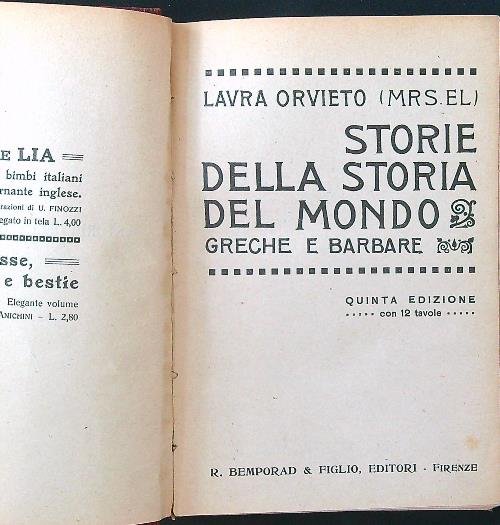 E LIA
bimbi italiani
rnante inglese.
razioni di U. FINOZZI
egato in tela L. 4,00
sse,
e bestie
Elegante volume
ANICHINI – L. 2,80
LAVRA ORVIETO (MRS. EL)
STORIE
DELLA STORIA
DEL MONDO
GRECHE E BARBARE
QUINTA EDIZIONE
con 12 tavole
R. BEMPORAD & FIGLIO, EDITORI - FIRENZE